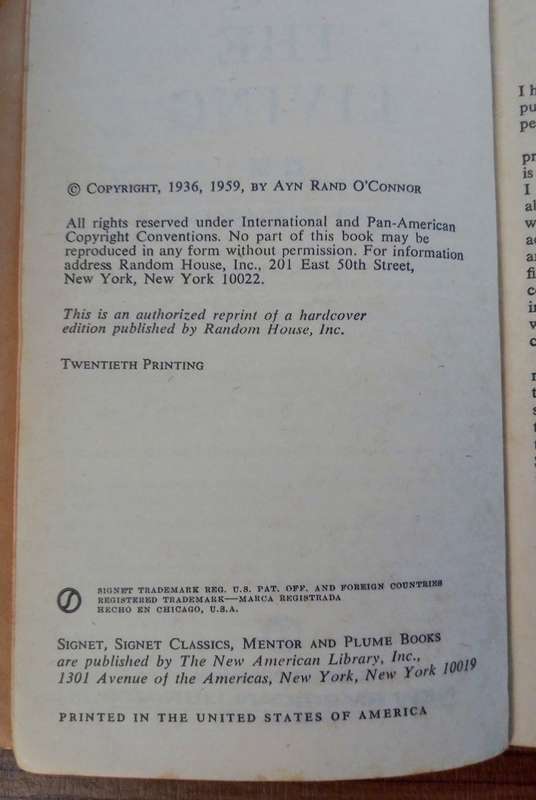 THE
LIVING
© COPYRIGHT, 1936, 1959, BY AYN RAND O'CONNOR
All rights reserved under International and Pan-American
Copyright Conventions. No part of this book may be
reproduced in any form without permission. For information
address Random House, Inc., 201 East 50th Street,
New York, New York 10022.
This is an authorized reprint of a hardcover
edition published by Random House, Inc.
TWENTIETH PRINTING
SIGNET TRADEMARK REG. U.S. PAT. OFF. AND FOREIGN COUNTRIES
REGISTERED TRADEMARK—MARCA REGISTRADA
HECHO EN CHICAGO, U.S.A.
SIGNET, SIGNET CLASSICS, MENTOR AND PLUME BOOKS
are published by The New American Library, Inc.,
1301 Avenue of the Americas, New York, New York 10019
PRINTED IN THE UNITED STATES OF AMERICA